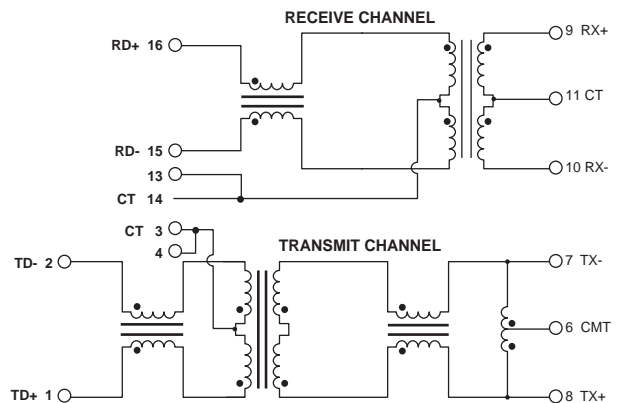 RECEIVE CHANNEL
RD+ 16
9 RX+
11 CT
RD- 15
10 RX-
13
CT 14
CT 3
4
TRANSMIT CHANNEL
TD- 2
7 TX-
6 CMT
TD+ 1
8 TX+